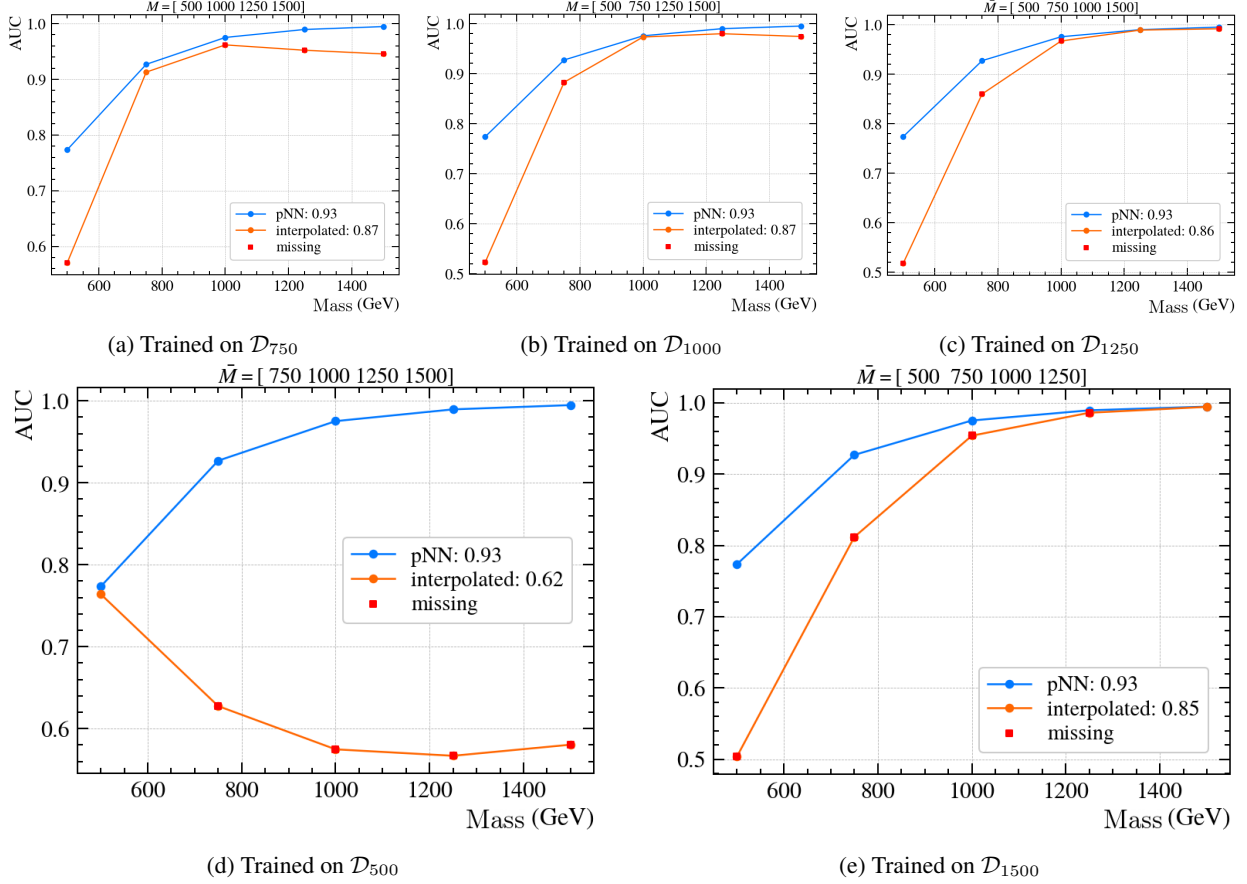 M̄ = [ 500 1000 1250 1500]
AUC
1.0
0.9
0.8
0.7
0.6
pNN: 0.93
interpolated: 0.87
missing
600 800 1000 1200 1400
Mass (GeV)
(a) Trained on 𝒟750
M̄ = [ 500 750 1250 1500]
AUC
1.0
0.9
0.8
0.7
0.6
0.5
pNN: 0.93
interpolated: 0.87
missing
600 800 1000 1200 1400
Mass (GeV)
(b) Trained on 𝒟1000
M̄ = [ 500 750 1000 1500]
AUC
1.0
0.9
0.8
0.7
0.6
0.5
pNN: 0.93
interpolated: 0.86
missing
600 800 1000 1200 1400
Mass (GeV)
(c) Trained on 𝒟1250
M̄ = [ 750 1000 1250 1500]
AUC
1.0
0.9
0.8
0.7
0.6
pNN: 0.93
interpolated: 0.62
missing
600 800 1000 1200 1400
Mass (GeV)
(d) Trained on 𝒟500
M̄ = [ 500 750 1000 1250]
AUC
1.0
0.9
0.8
0.7
0.6
0.5
pNN: 0.93
interpolated: 0.85
missing
600 800 1000 1200 1400
Mass (GeV)
(e) Trained on 𝒟1500